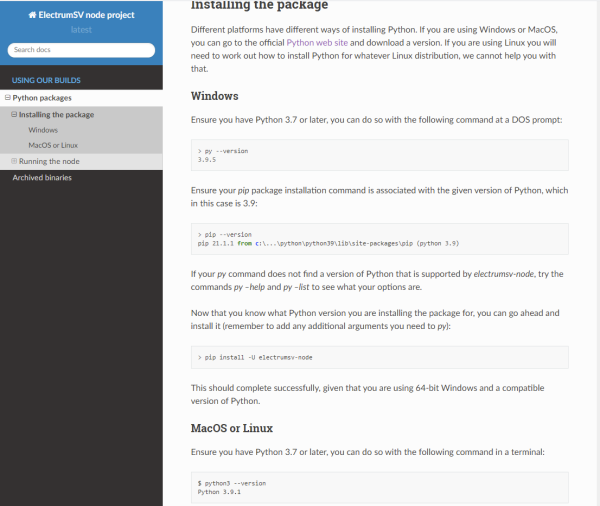 ElectrumSV node project
latest
Search docs
USING OUR BUILDS
Python packages
Installing the package
Windows
MacOS or Linux
Running the node
Archived binaries
Installing the package
Different platforms have different ways of installing Python. If you are using Windows or MacOS,
you can go to the official Python web site and download a version. If you are using Linux you will
need to work out how to install Python for whatever Linux distribution, we cannot help you with
that.
Windows
Ensure you have Python 3.7 or later, you can do so with the following command at a DOS prompt:
> py --version
3.9.5
Ensure your pip package installation command is associated with the given version of Python, which
in this case is 3.9:
> pip --version
pip 21.1.1 from c:\...\python\python39\lib\site-packages\pip (python 3.9)
If your py command does not find a version of Python that is supported by electrumsv-node, try the
commands py –help and py –list to see what your options are.
Now that you know what Python version you are installing the package for, you can go ahead and
install it (remember to add any additional arguments you need to py):
> pip install -U electrumsv-node
This should complete successfully, given that you are using 64-bit Windows and a compatible
version of Python.
MacOS or Linux
Ensure you have Python 3.7 or later, you can do so with the following command in a terminal:
$ python3 --version
Python 3.9.1